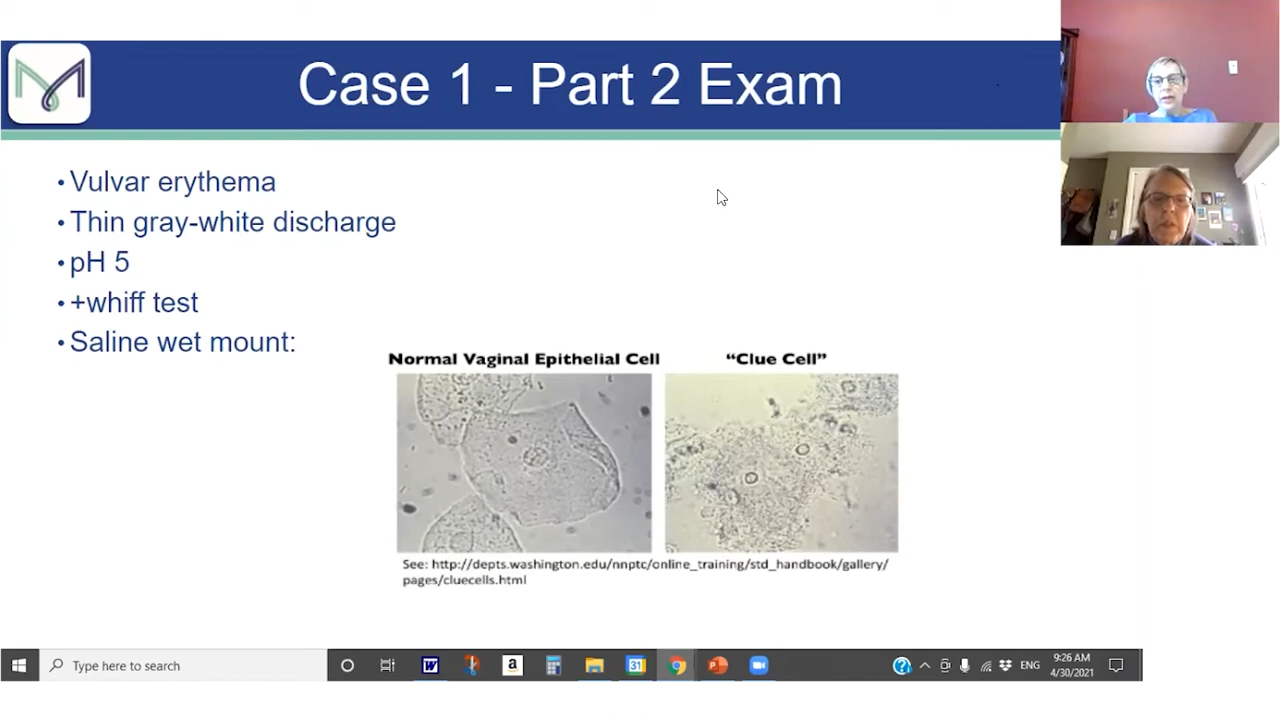 Case 1 - Part 2 Exam
• Vulvar erythema
• Thin gray-white discharge
• pH 5
• +whiff test
• Saline wet mount:
Normal Vaginal Epithelial Cell
"Clue Cell"
See: http://depts.washington.edu/nnptc/online_training/std_handbook/gallery/
pages/cluecells.html
Type here to search
W
a
31
P
?
ENG
9:26 AM
4/30/2021